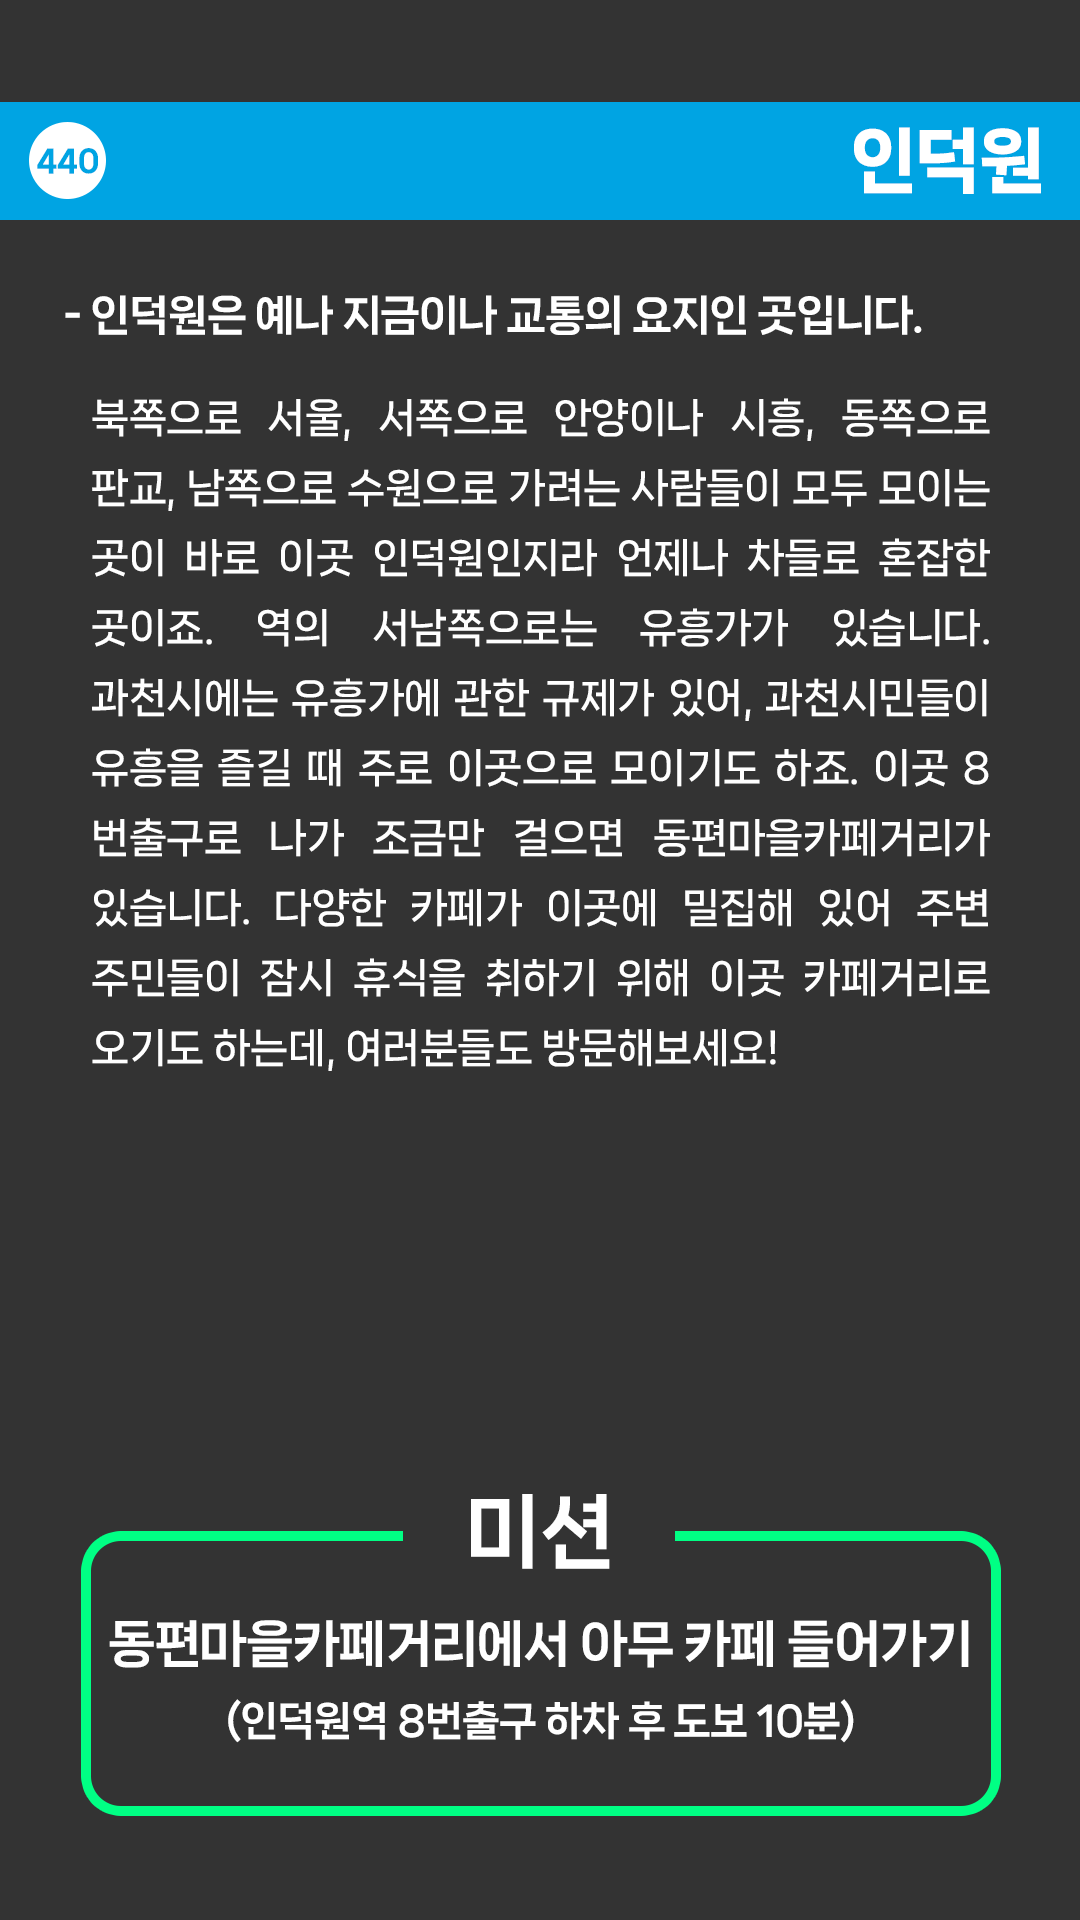 440
인덕원
- 인덕원은 예나 지금이나 교통의 요지인 곳입니다.
북쪽으로 서울, 서쪽으로 안양이나 시흥, 동쪽으로
판교, 남쪽으로 수원으로 가려는 사람들이 모두 모이는
곳이 바로 이곳 인덕원인지라 언제나 차들로 혼잡한
곳이죠. 역의 서남쪽으로는 유흥가가 있습니다.
과천시에는 유흥가에 관한 규제가 있어, 과천시민들이
유흥을 즐길 때 주로 이곳으로 모이기도 하죠. 이곳 8
번출구로 나가 조금만 걸으면 동편마을카페거리가
있습니다. 다양한 카페가 이곳에 밀집해 있어 주변
주민들이 잠시 휴식을 취하기 위해 이곳 카페거리로
오기도 하는데, 여러분들도 방문해보세요!
미션
동편마을카페거리에서 아무 카페 들어가기
(인덕원역 8번출구 하차 후 도보 10분)